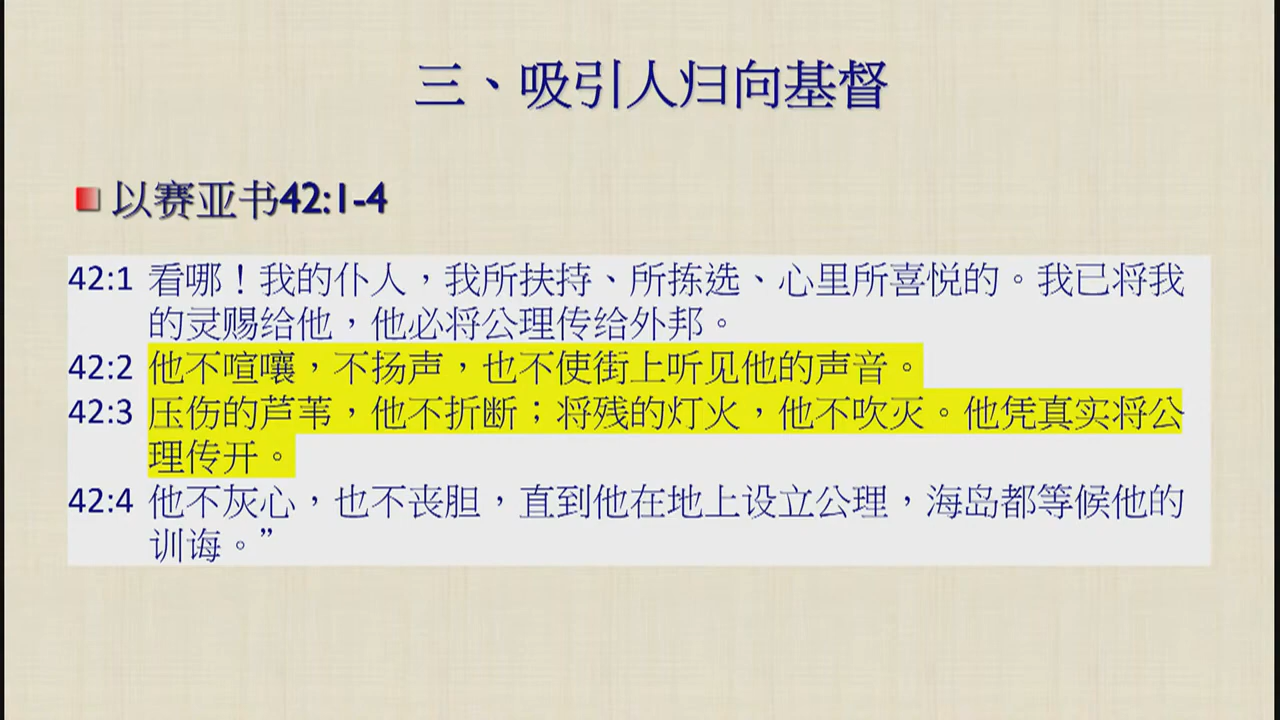 三、吸引人归向基督
以赛亚书42:1-4
42:1 看哪！我的仆人，我所扶持、所拣选、心里所喜悦的。我已将我
的灵赐给他，他必将公理传给外邦。
42:2 他不喧嚷，不扬声，也不使街上听见他的声音。
42:3 压伤的芦苇，他不折断；将残的灯火，他不吹灭。他凭真实将公
理传开。
42:4 他不灰心，也不丧胆，直到他在地上设立公理，海岛都等候他的
训诲。”